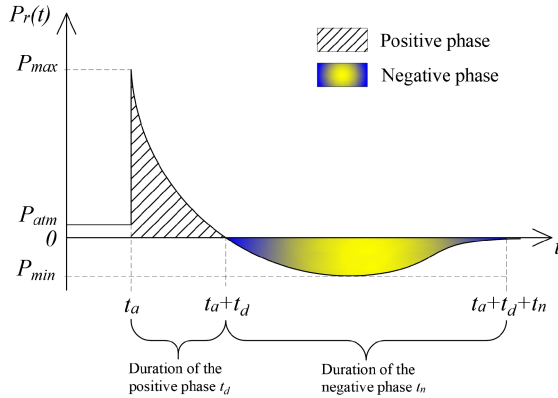 Pr(t)
Positive phase
Negative phase
Pmax
Patm
0
t
Pmin
ta
ta+td
ta+td+tn
Duration of the
positive phase td
Duration of the
negative phase tn